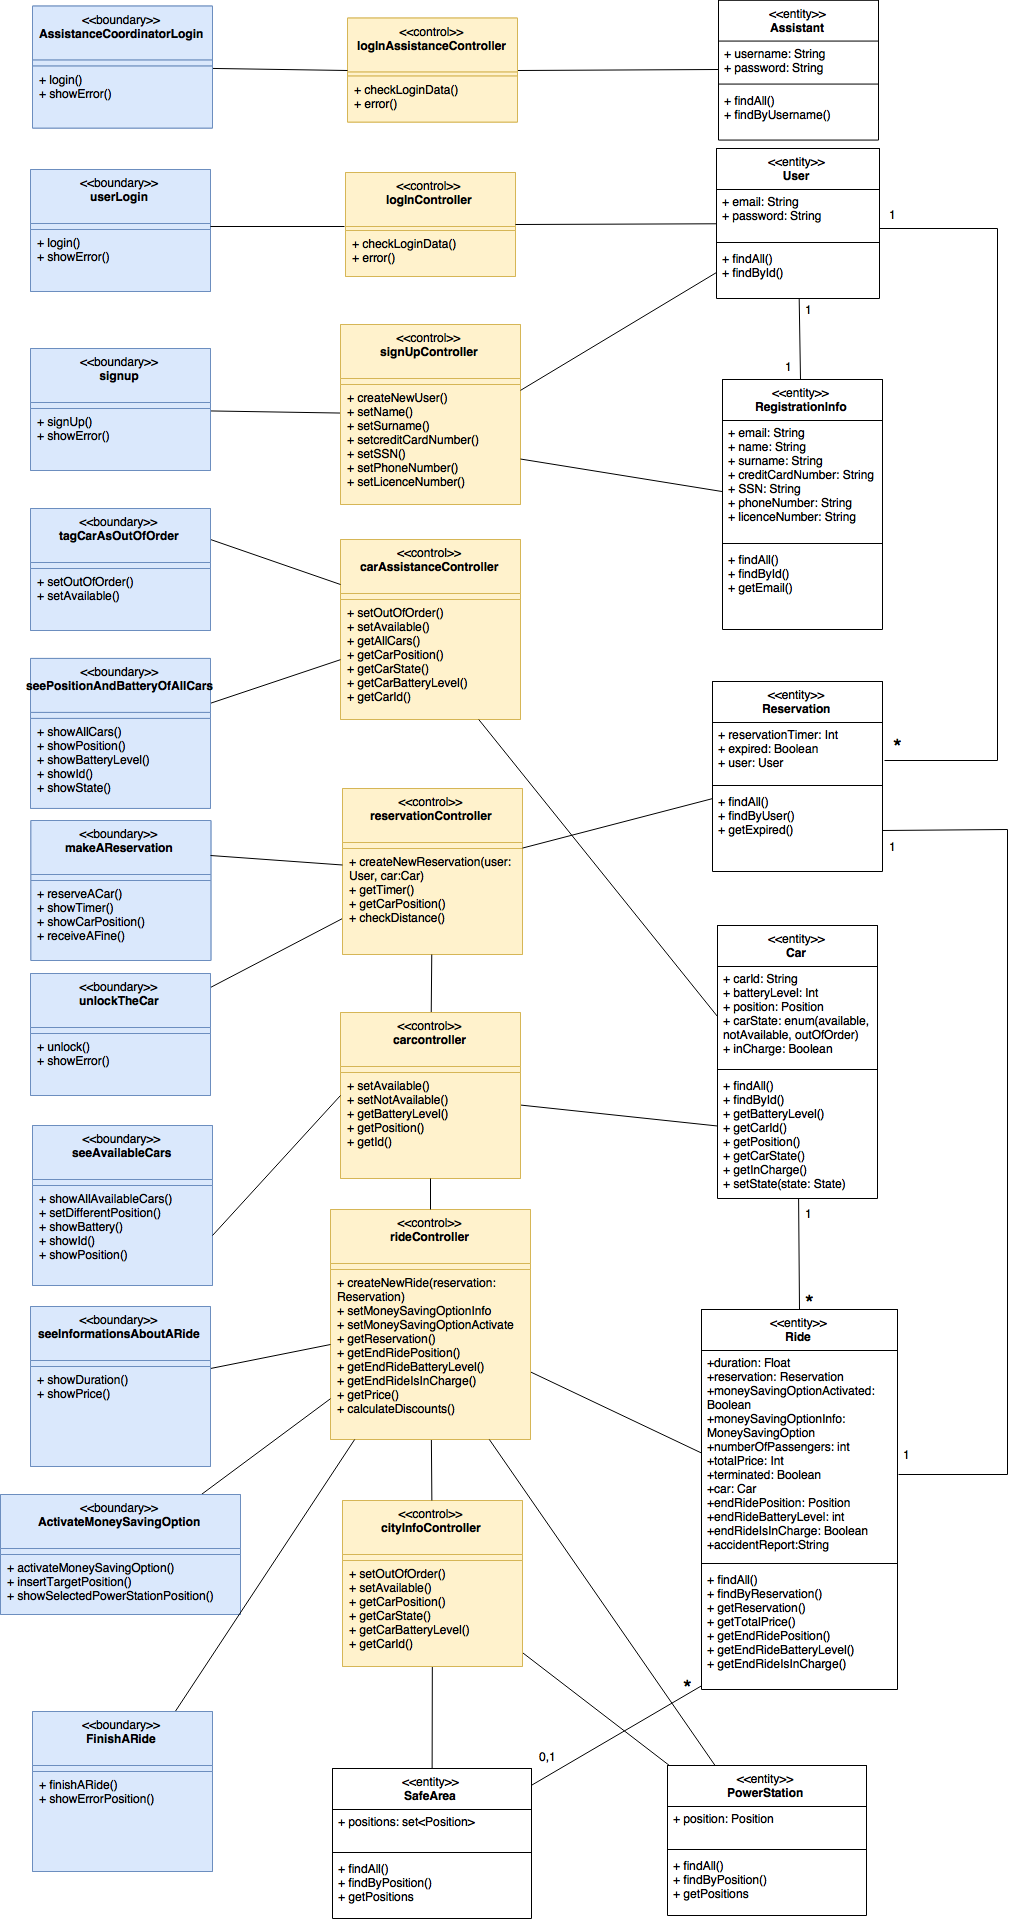 <<boundary>>
AssistanceCoordinatorLogin
+ login()
+ showError()
<<control>>
logInAssistanceController
+ checkLoginData()
+ error()
<<entity>>
Assistant
+ username: String
+ password: String
+ findAll()
+ findByUsername()
<<boundary>>
userLogin
+ login()
+ showError()
<<control>>
logInController
+ checkLoginData()
+ error()
<<entity>>
User
+ email: String
+ password: String
+ findAll()
+ findById()
1
1
1
<<boundary>>
signup
+ signUp()
+ showError()
<<control>>
signUpController
+ createNewUser()
+ setName()
+ setSurname()
+ setcreditCardNumber()
+ setSSN()
+ setPhoneNumber()
+ setLicenceNumber()
<<entity>>
RegistrationInfo
+ email: String
+ name: String
+ surname: String
+ creditCardNumber: String
+ SSN: String
+ phoneNumber: String
+ licenceNumber: String
+ findAll()
+ findById()
+ getEmail()
<<boundary>>
tagCarAsOutOfOrder
+ setOutOfOrder()
+ setAvailable()
<<control>>
carAssistanceController
+ setOutOfOrder()
+ setAvailable()
+ getAllCars()
+ getCarPosition()
+ getCarState()
+ getCarBatteryLevel()
+ getCarId()
<<boundary>>
seePositionAndBatteryOfAllCars
+ showAllCars()
+ showPosition()
+ showBatteryLevel()
+ showId()
+ showState()
<<entity>>
Reservation
+ reservationTimer: Int
+ expired: Boolean
+ user: User
+ findAll()
+ findByUser()
+ getExpired()
*
1
<<boundary>>
makeAReservation
+ reserveACar()
+ showTimer()
+ showCarPosition()
+ receiveAFine()
<<control>>
reservationController
+ createNewReservation(user:
User, car:Car)
+ getTimer()
+ getCarPosition()
+ checkDistance()
<<boundary>>
unlockTheCar
+ unlock()
+ showError()
<<entity>>
Car
+ carId: String
+ batteryLevel: Int
+ position: Position
+ carState: enum(available,
notAvailable, outOfOrder)
+ inCharge: Boolean
+ findAll()
+ findById()
+ getBatteryLevel()
+ getCarId()
+ getPosition()
+ getCarState()
+ getInCharge()
+ setState(state: State)
1
*
<<control>>
carcontroller
+ setAvailable()
+ setNotAvailable()
+ getBatteryLevel()
+ getPosition()
+ getId()
<<boundary>>
seeAvailableCars
+ showAllAvailableCars()
+ setDifferentPosition()
+ showBattery()
+ showId()
+ showPosition()
<<control>>
rideController
+ createNewRide(reservation:
Reservation)
+ setMoneySavingOptionInfo
+ setMoneySavingOptionActivate
+ getReservation()
+ getEndRidePosition()
+ getEndRideBatteryLevel()
+ getEndRideIsInCharge()
+ getPrice()
+ calculateDiscounts()
<<boundary>>
seeInformationsAboutARide
+ showDuration()
+ showPrice()
<<entity>>
Ride
+duration: Float
+reservation: Reservation
+moneySavingOptionActivated:
Boolean
+moneySavingOptionInfo:
MoneySavingOption
+numberOfPassengers: int
+totalPrice: Int
+terminated: Boolean
+car: Car
+endRidePosition: Position
+endRideBatteryLevel: int
+endRideIsInCharge: Boolean
+accidentReport:String
+ findAll()
+ findByReservation()
+ getReservation()
+ getTotalPrice()
+ getEndRidePosition()
+ getEndRideBatteryLevel()
+ getEndRideIsInCharge()
1
<<boundary>>
ActivateMoneySavingOption
+ activateMoneySavingOption()
+ insertTargetPosition()
+ showSelectedPowerStationPosition()
<<control>>
cityInfoController
+ setOutOfOrder()
+ setAvailable()
+ getCarPosition()
+ getCarState()
+ getCarBatteryLevel()
+ getCarId()
*
0,1
<<boundary>>
FinishARide
+ finishARide()
+ showErrorPosition()
<<entity>>
SafeArea
+ positions: set<Position>
+ findAll()
+ findByPosition()
+ getPositions
<<entity>>
PowerStation
+ position: Position
+ findAll()
+ findByPosition()
+ getPositions